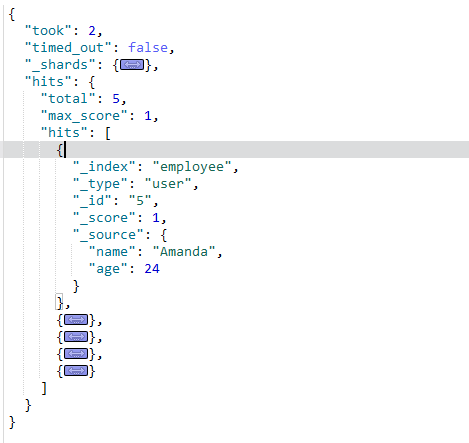 {
"took": 2,
"timed_out": false,
"_shards": {},
"hits": {
"total": 5,
"max_score": 1,
"hits": [
{
"_index": "employee",
"_type": "user",
"_id": "5",
"_score": 1,
"_source": {
"name": "Amanda",
"age": 24
}
},
{},
{},
{},
{}
]
}
}